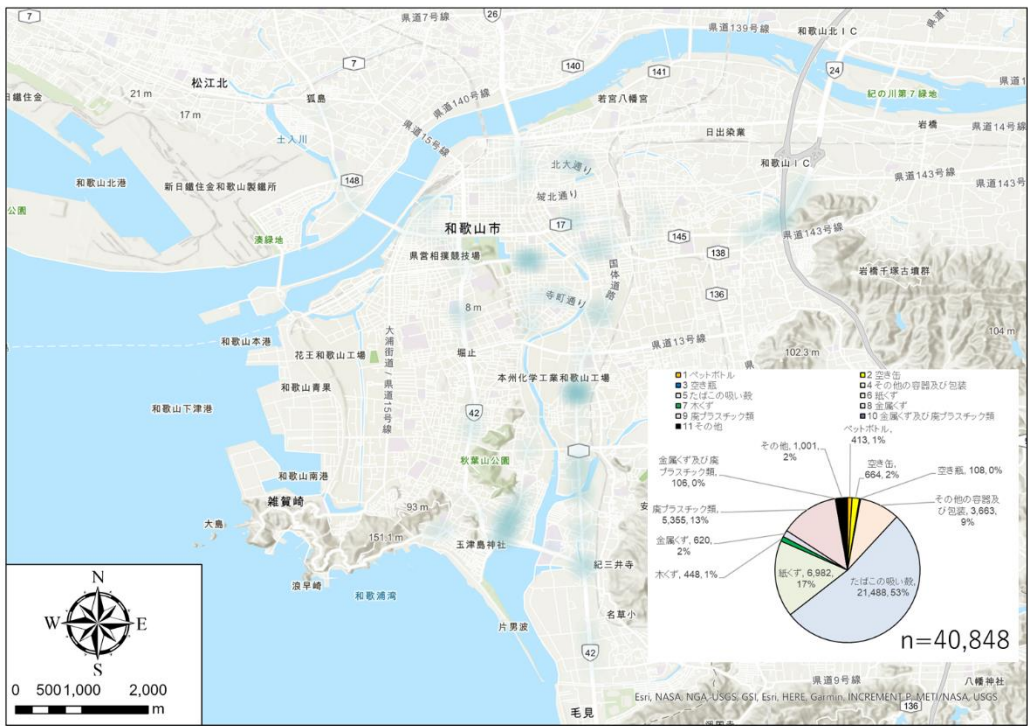 7
県道7号線
26
県道139号線
和歌山北IC
松江北
7
140
141
24
日鐵住金
21 m
狐島
県道140号線
若宮八幡宮
紀の川第7緑地
17 m
県道15号線
土入川
日出染業
岩橋
県道14号線
和歌山北港
新日鐵住金和歌山製鐵所
148
北大通り
和歌山IC
県道143号線
県道143号線
公園
城北通り
湊緑地
和歌山市
17
145
県道143号線
県営相撲競技場
138
国体道路
岩橋千塚古墳群
136
8 m
寺町通り
大浦街道 / 県道15号線
104 m
和歌山本港
花王和歌山工場
堀止
県道13号線
102.3 m
和歌山青果
本州化学工業和歌山工場
和歌山下津港
42
秋葉山公園
和歌山南港
雑賀崎
93 m
大島
151.1 m
玉津島神社
紀三井寺
浪早崎
和歌浦湾
名草小
片男波
42
毛見
県道9号線
八幡神社
136
1 ペットボトル
2 空き缶
3 空き瓶
4 その他の容器及び包装
5 たばこの吸い殻
6 紙くず
7 木くず
8 金属くず
9 廃プラスチック類
10 金属くず及び廃プラスチック類
11 その他
ペットボトル,
413, 1%
その他, 1,001,
2%
金属くず及び廃
プラスチック類,
106, 0%
空き缶,
664, 2%
空き瓶, 108, 0%
その他の容器及
び包装, 3,663,
9%
廃プラスチック類,
5,355, 13%
金属くず, 620,
2%
木くず, 448, 1%
紙くず, 6,982,
17%
たばこの吸い殻,
21,488, 53%
n=40,848
N
W
E
S
0 500 1,000 2,000
m
Esri, NASA, NGA, USGS, GSI, Esri, HERE, Garmin, INCREMENT P, METI/NASA, USGS